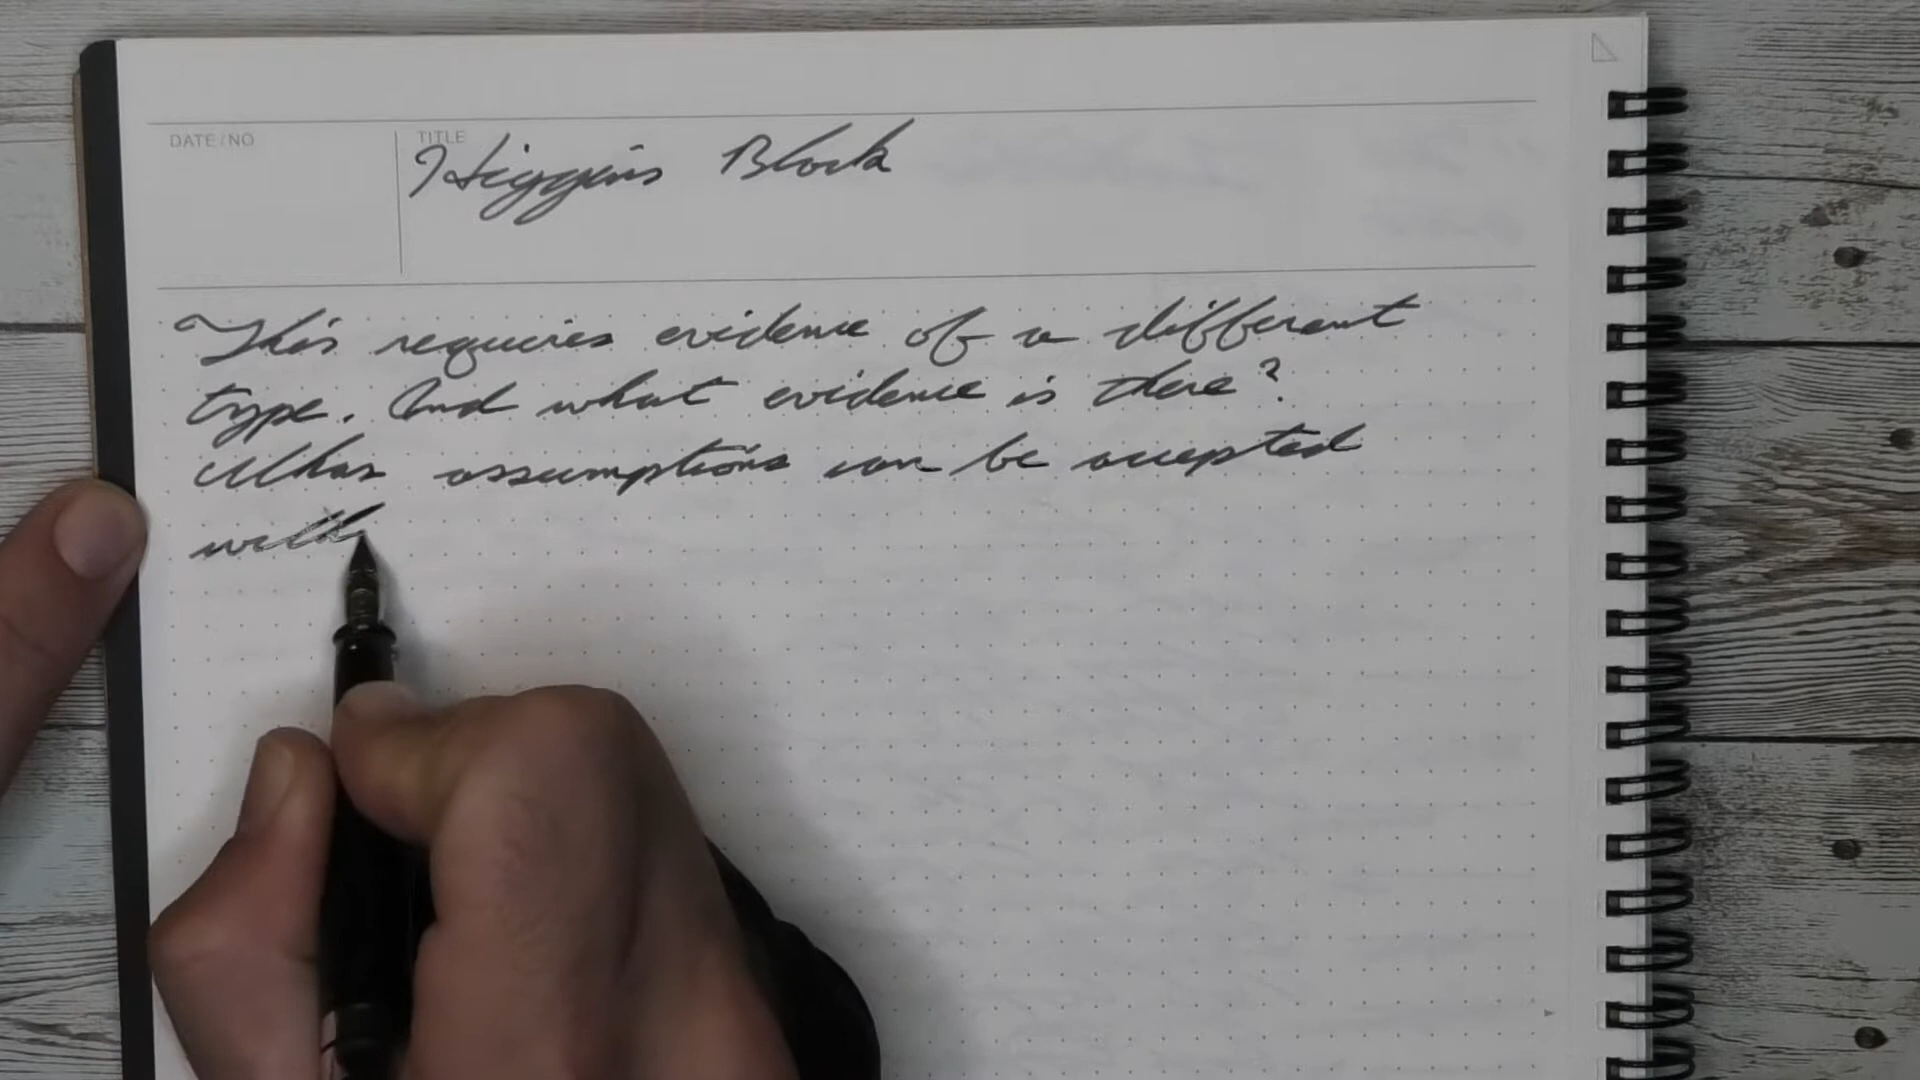 DATE/NO
TITLE
Higgins Block
This requires evidence of a different
type. And what evidence is there?
What assumptions can be accepted
with